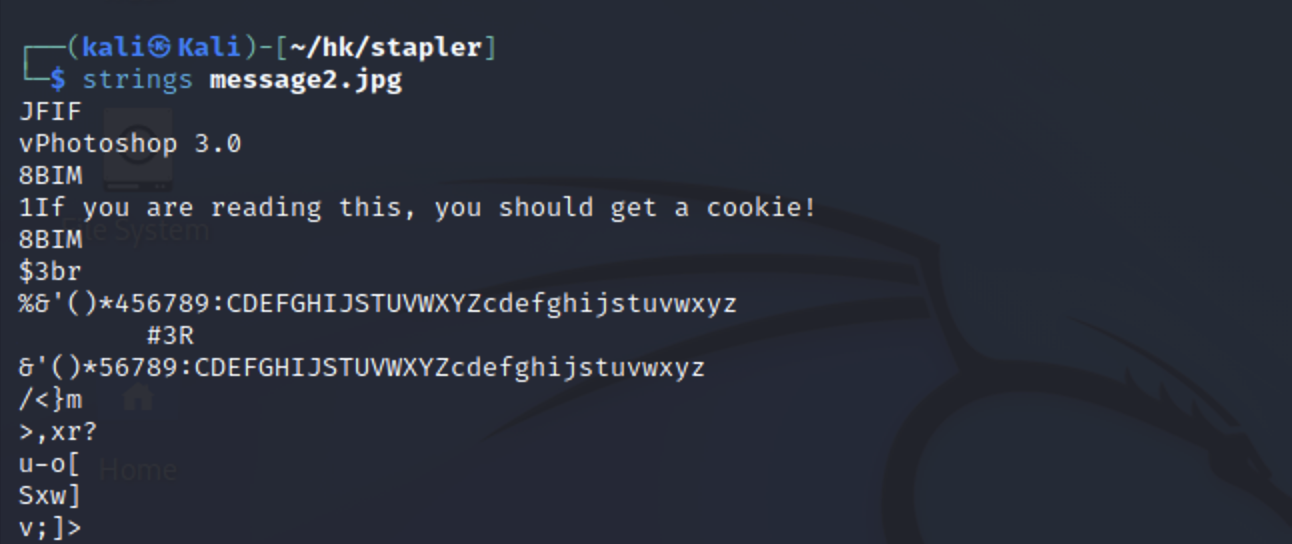 ┌──(kali㉿Kali)-[~/hk/stapler]
└─$ strings message2.jpg
JFIF
vPhotoshop 3.0
8BIM
1If you are reading this, you should get a cookie!
8BIM
File System
$3br
%&'()*456789:CDEFGHIJSTUVWXYZcdefghijstuvwxyz
        #3R
&'()*56789:CDEFGHIJSTUVWXYZcdefghijstuvwxyz
/<}m
>,xr?
u-o[
Home
Sxw]
v;]>